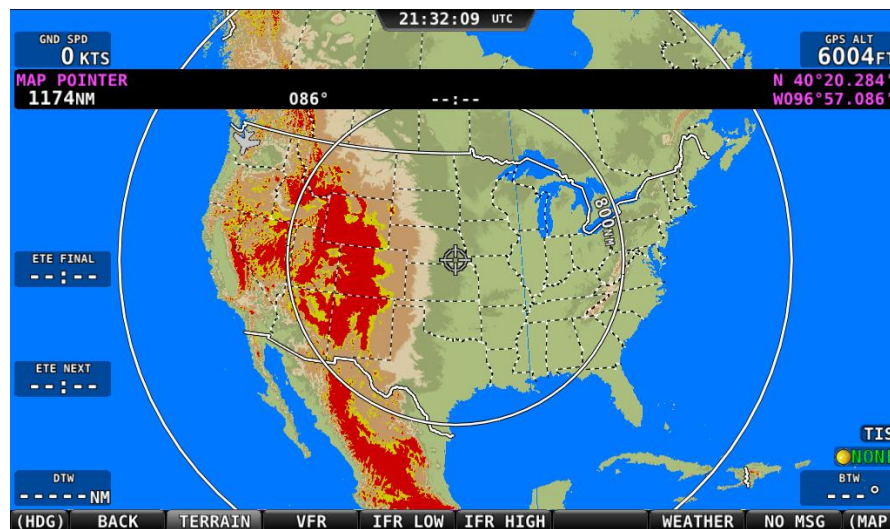 21:32:09 UTC
GND SPD
0 KTS
GPS ALT
6004FT
MAP POINTER
1174NM 086° --:--
N 40°20.284'
W096°57.086'
800NM
ETE FINAL
--:--
ETE NEXT
--:--
TIS
NONE
DTW
-----NM
BTW
---°
(HDG) BACK TERRAIN VFR IFR LOW IFR HIGH WEATHER NO MSG (MAP